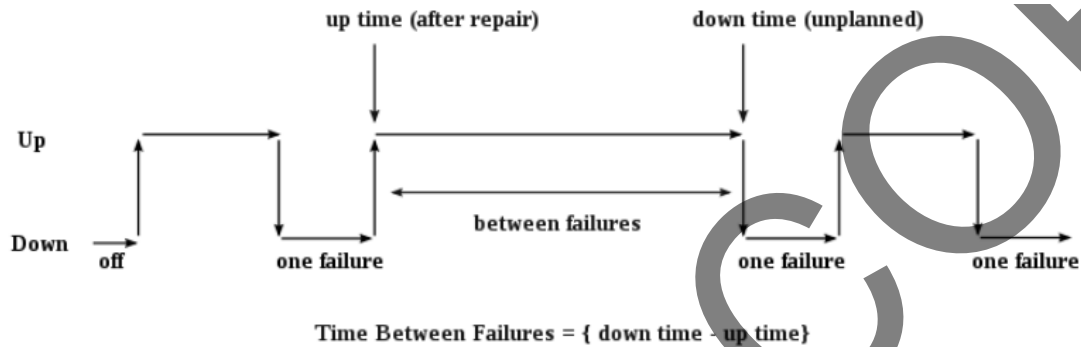 up time (after repair)
down time (unplanned)
Up
between failures
Down
off
one failure
one failure
one failure
Time Between Failures = { down time - up time}